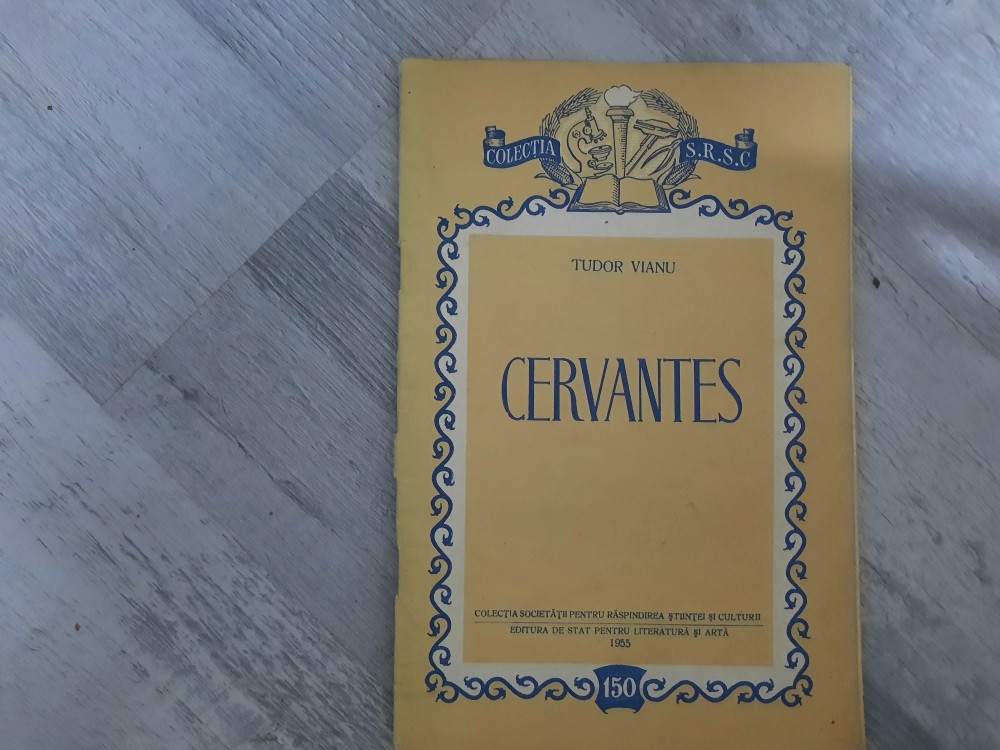 COLECȚIA S.R.S.C
TUDOR VIANU
CERVANTES
COLECȚIA SOCIETĂȚII PENTRU RĂSPÎNDIREA ȘTIINȚEI ȘI CULTURII
EDITURA DE STAT PENTRU LITERATURĂ ȘI ARTĂ
1955
150